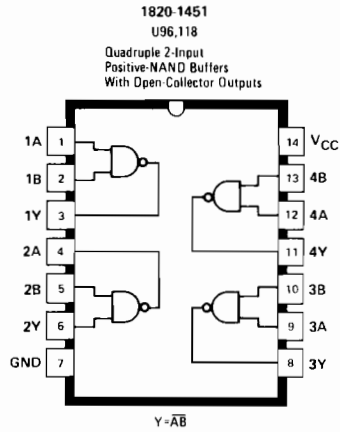 1820-1451
U96,118
Quadruple 2-Input
Positive-NAND Buffers
With Open-Collector Outputs
1A 1 14 VCC
1B 2 13 4B
1Y 3 12 4A
2A 4 11 4Y
2B 5 10 3B
2Y 6 9 3A
GND 7 8 3Y
Y=A̅B̅